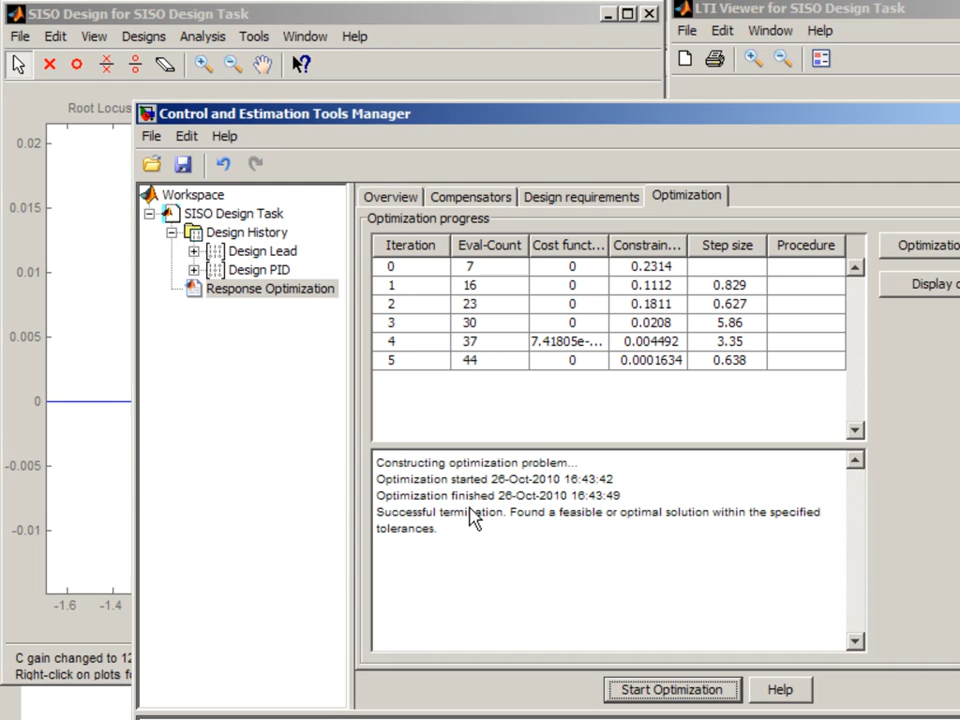 SISO Design for SISO Design Task
File Edit View Designs Analysis Tools Window Help
LTI Viewer for SISO Design Task
File Edit Window Help
Root Locus
0.02
0.015
0.01
0.005
0
-0.005
-0.01
-1.6 -1.4
C gain changed to 12
Right-click on plots
Control and Estimation Tools Manager
File Edit Help
Workspace
SISO Design Task
Design History
Design Lead
Design PID
Response Optimization
Overview Compensators Design requirements Optimization
Optimization progress
Iteration Eval-Count Cost funct... Constrain... Step size Procedure
0 7 0 0.2314
1 16 0 0.1112 0.829
2 23 0 0.1811 0.627
3 30 0 0.0208 5.86
4 37 7.41805e-... 0.004492 3.35
5 44 0 0.0001634 0.638
Optimizatio
Display
Constructing optimization problem...
Optimization started 26-Oct-2010 16:43:42
Optimization finished 26-Oct-2010 16:43:49
Successful termination. Found a feasible or optimal solution within the specified
tolerances.
Start Optimization Help